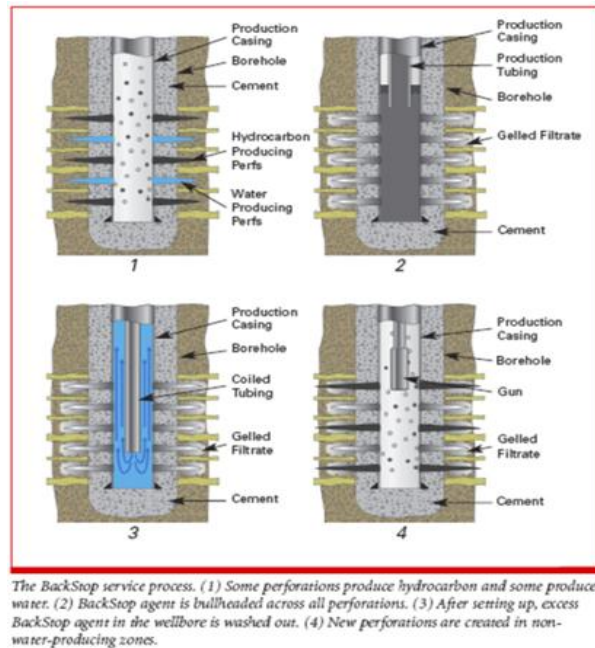 Production
Casing
Borehole
Cement
Hydrocarbon
Producing
Perfs
Water
Producing
Perfs
1
Production
Casing
Production
Tubing
Borehole
Gelled Filtrate
Cement
2
Production
Casing
Borehole
Coiled
Tubing
Gelled
Filtrate
Cement
3
Production
Casing
Borehole
Gun
Gelled
Filtrate
Cement
4
The BackStop service process. (1) Some perforations produce hydrocarbon and some produce
water. (2) BackStop agent is bullheaded across all perforations. (3) After setting up, excess
BackStop agent in the wellbore is washed out. (4) New perforations are created in non-
water-producing zones.